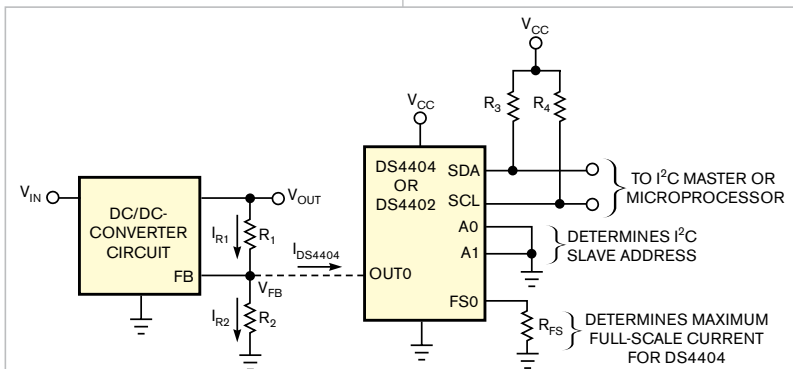 V_CC
R_3
R_4
V_CC
V_IN
DC/DC-
CONVERTER
CIRCUIT
FB
V_OUT
I_R1
R_1
I_DS4404
V_FB
I_R2
R_2
DS4404
OR
DS4402
SDA
SCL
A0
A1
OUT0
FS0
TO I²C MASTER OR
MICROPROCESSOR
DETERMINES I²C
SLAVE ADDRESS
R_FS
DETERMINES MAXIMUM
FULL-SCALE CURRENT
FOR DS4404